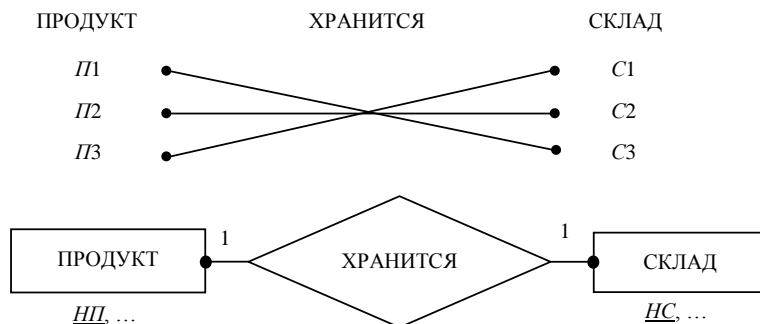 ПРОДУКТ ХРАНИТСЯ СКЛАД
П1 С1
П2 С2
П3 С3
1 1
ПРОДУКТ ХРАНИТСЯ СКЛАД
НП, … НС, …